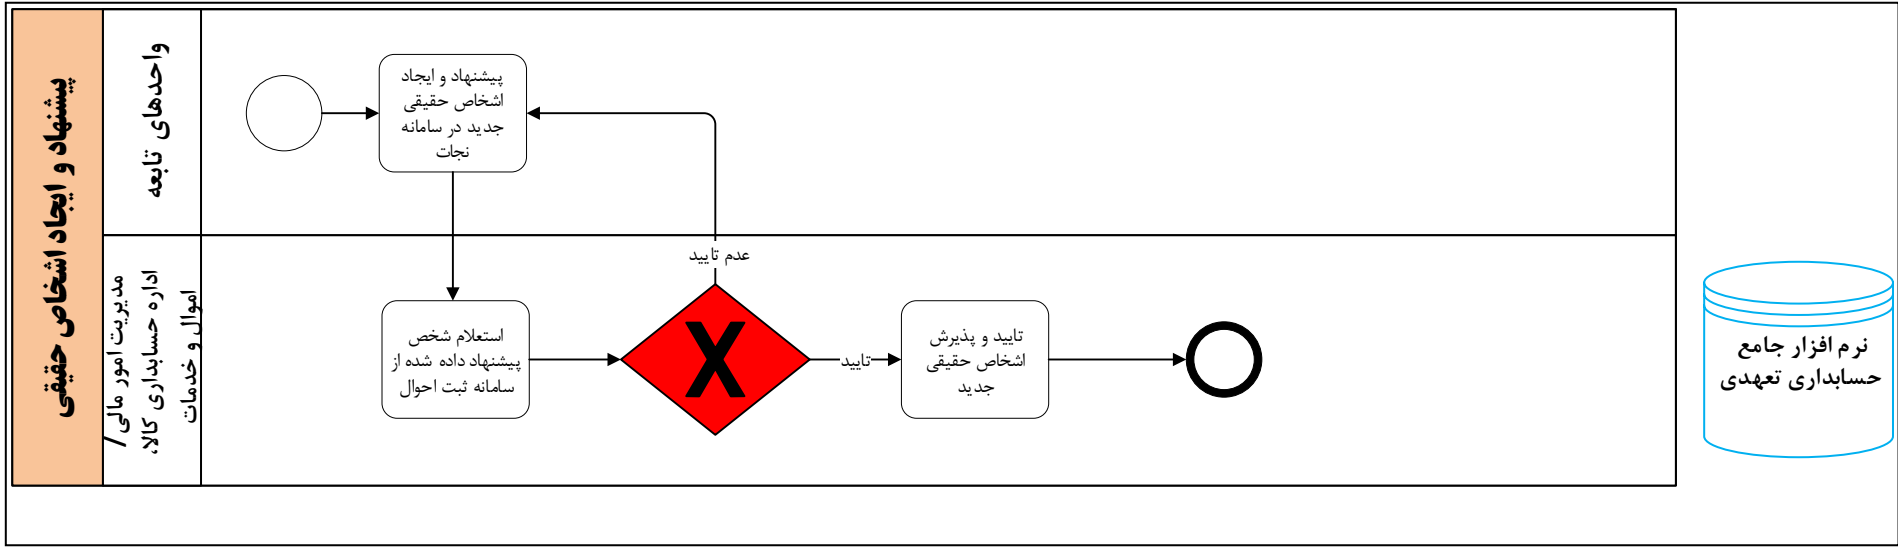 پیشنهاد و ایجاد اشخاص حقیقی
واحدهای تابعه
پیشنهاد و ایجاد
اشخاص حقیقی
جدید در سامانه
نجات
مدیریت امور مالی /
اداره حسابداری کالا،
اموال و خدمات
عدم تایید
استعلام شخص
پیشنهاد داده شده از
سامانه ثبت احوال
X
تایید
تایید و پذیرش
اشخاص حقیقی
جدید
نرم افزار جامع
حسابداری تعهدی